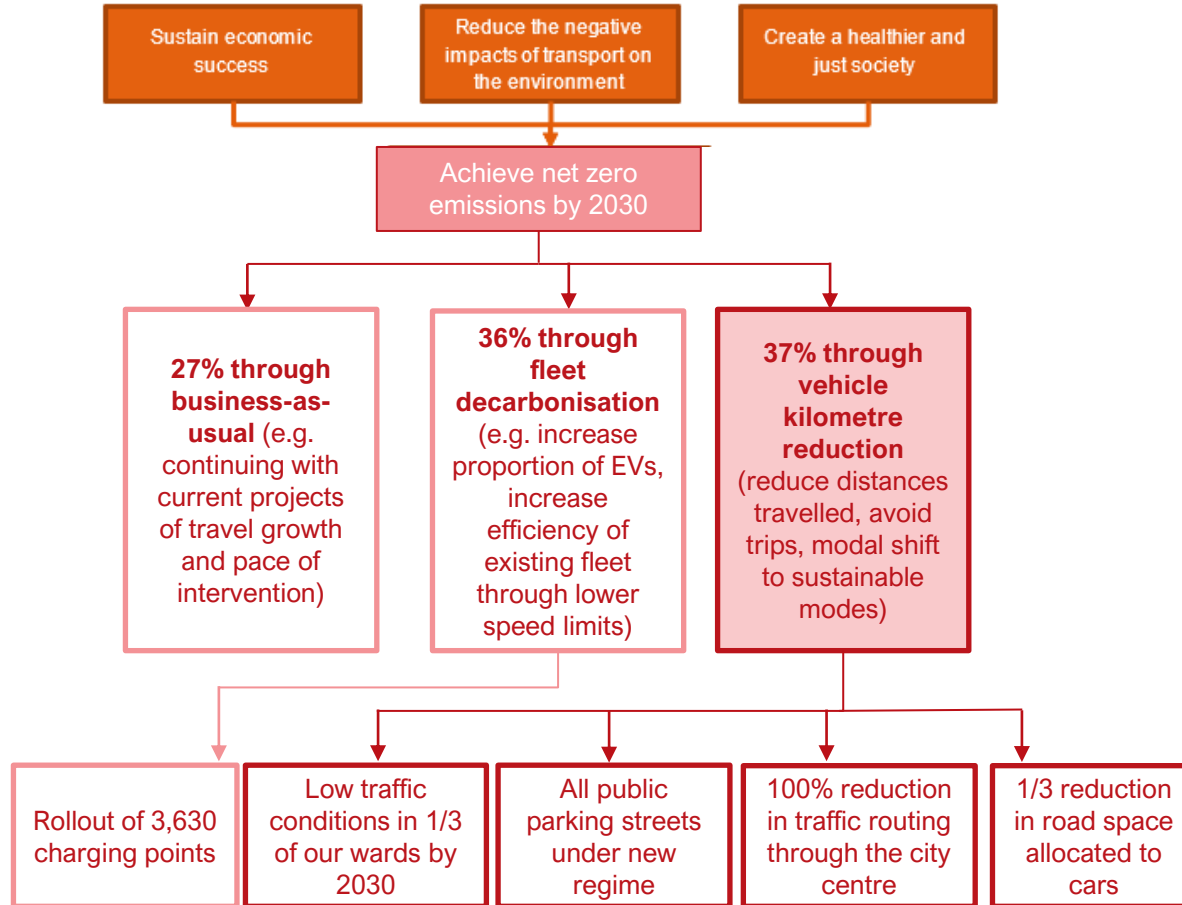 Sustain economic
success
Reduce the negative
impacts of transport on
the environment
Create a healthier and
just society
Achieve net zero
emissions by 2030
27% through
business-as-
usual (e.g.
continuing with
current projects
of travel growth
and pace of
intervention)
36% through
fleet
decarbonisation
(e.g. increase
proportion of EVs,
increase
efficiency of
existing fleet
through lower
speed limits)
37% through
vehicle
kilometre
reduction
(reduce distances
travelled, avoid
trips, modal shift
to sustainable
modes)
Rollout of 3,630
charging points
Low traffic
conditions in 1/3
of our wards by
2030
All public
parking streets
under new
regime
100% reduction
in traffic routing
through the city
centre
1/3 reduction
in road space
allocated to
cars